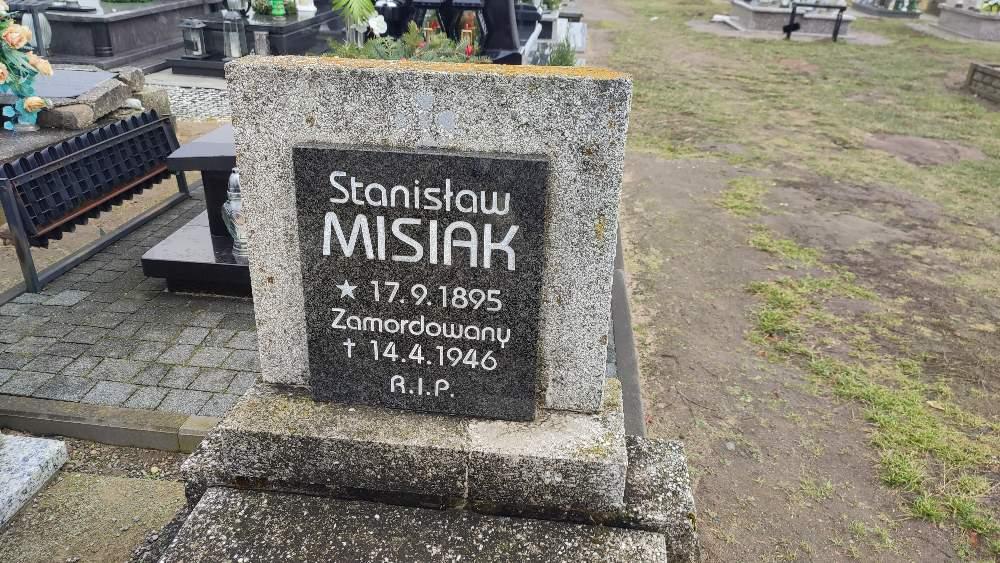 Stanisław
MISIAK
★ 17.9.1895
Zamordowany
† 14.4.1946
R.I.P.